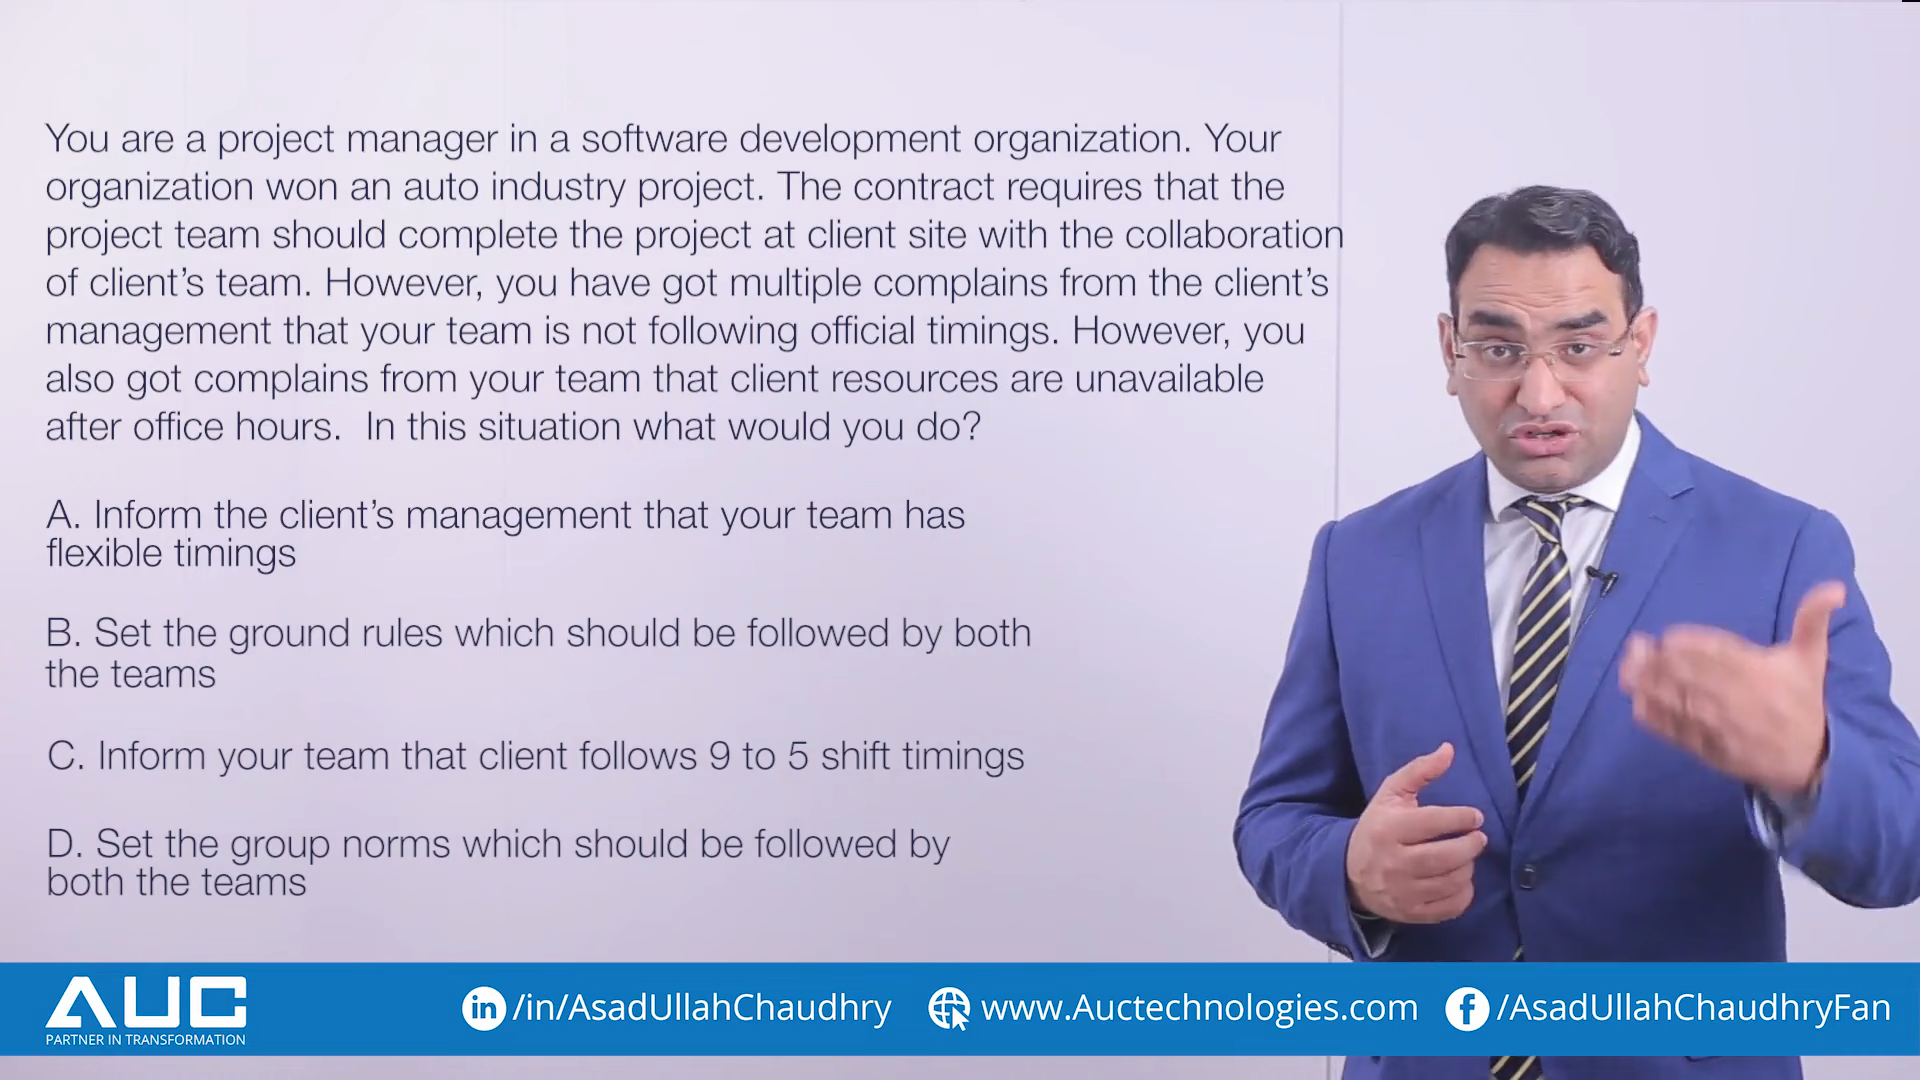 You are a project manager in a software development organization. Your
organization won an auto industry project. The contract requires that the
project team should complete the project at client site with the collaboration
of client’s team. However, you have got multiple complains from the client’s
management that your team is not following official timings. However, you
also got complains from your team that client resources are unavailable
after office hours.  In this situation what would you do?
A. Inform the client’s management that your team has
flexible timings
B. Set the ground rules which should be followed by both
the teams
C. Inform your team that client follows 9 to 5 shift timings
D. Set the group norms which should be followed by
both the teams
AUC
PARTNER IN TRANSFORMATION
in /in/AsadUllahChaudhry
www.Auctechnologies.com
f /AsadUllahChaudhryFan